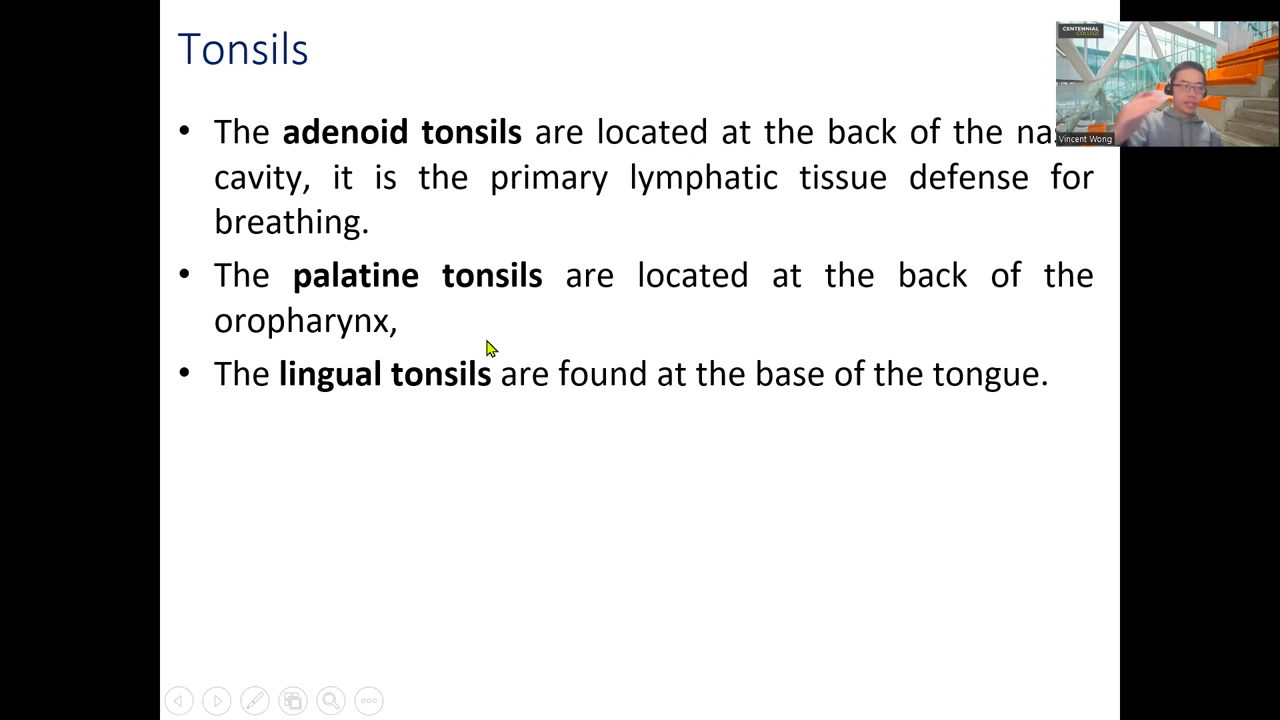 Tonsils
CENTENNIAL
COLLEGE
Vincent Wong
• The adenoid tonsils are located at the back of the
cavity, it is the primary lymphatic tissue defense for
breathing.
• The palatine tonsils are located at the back of the
oropharynx,
• The lingual tonsils are found at the base of the tongue.